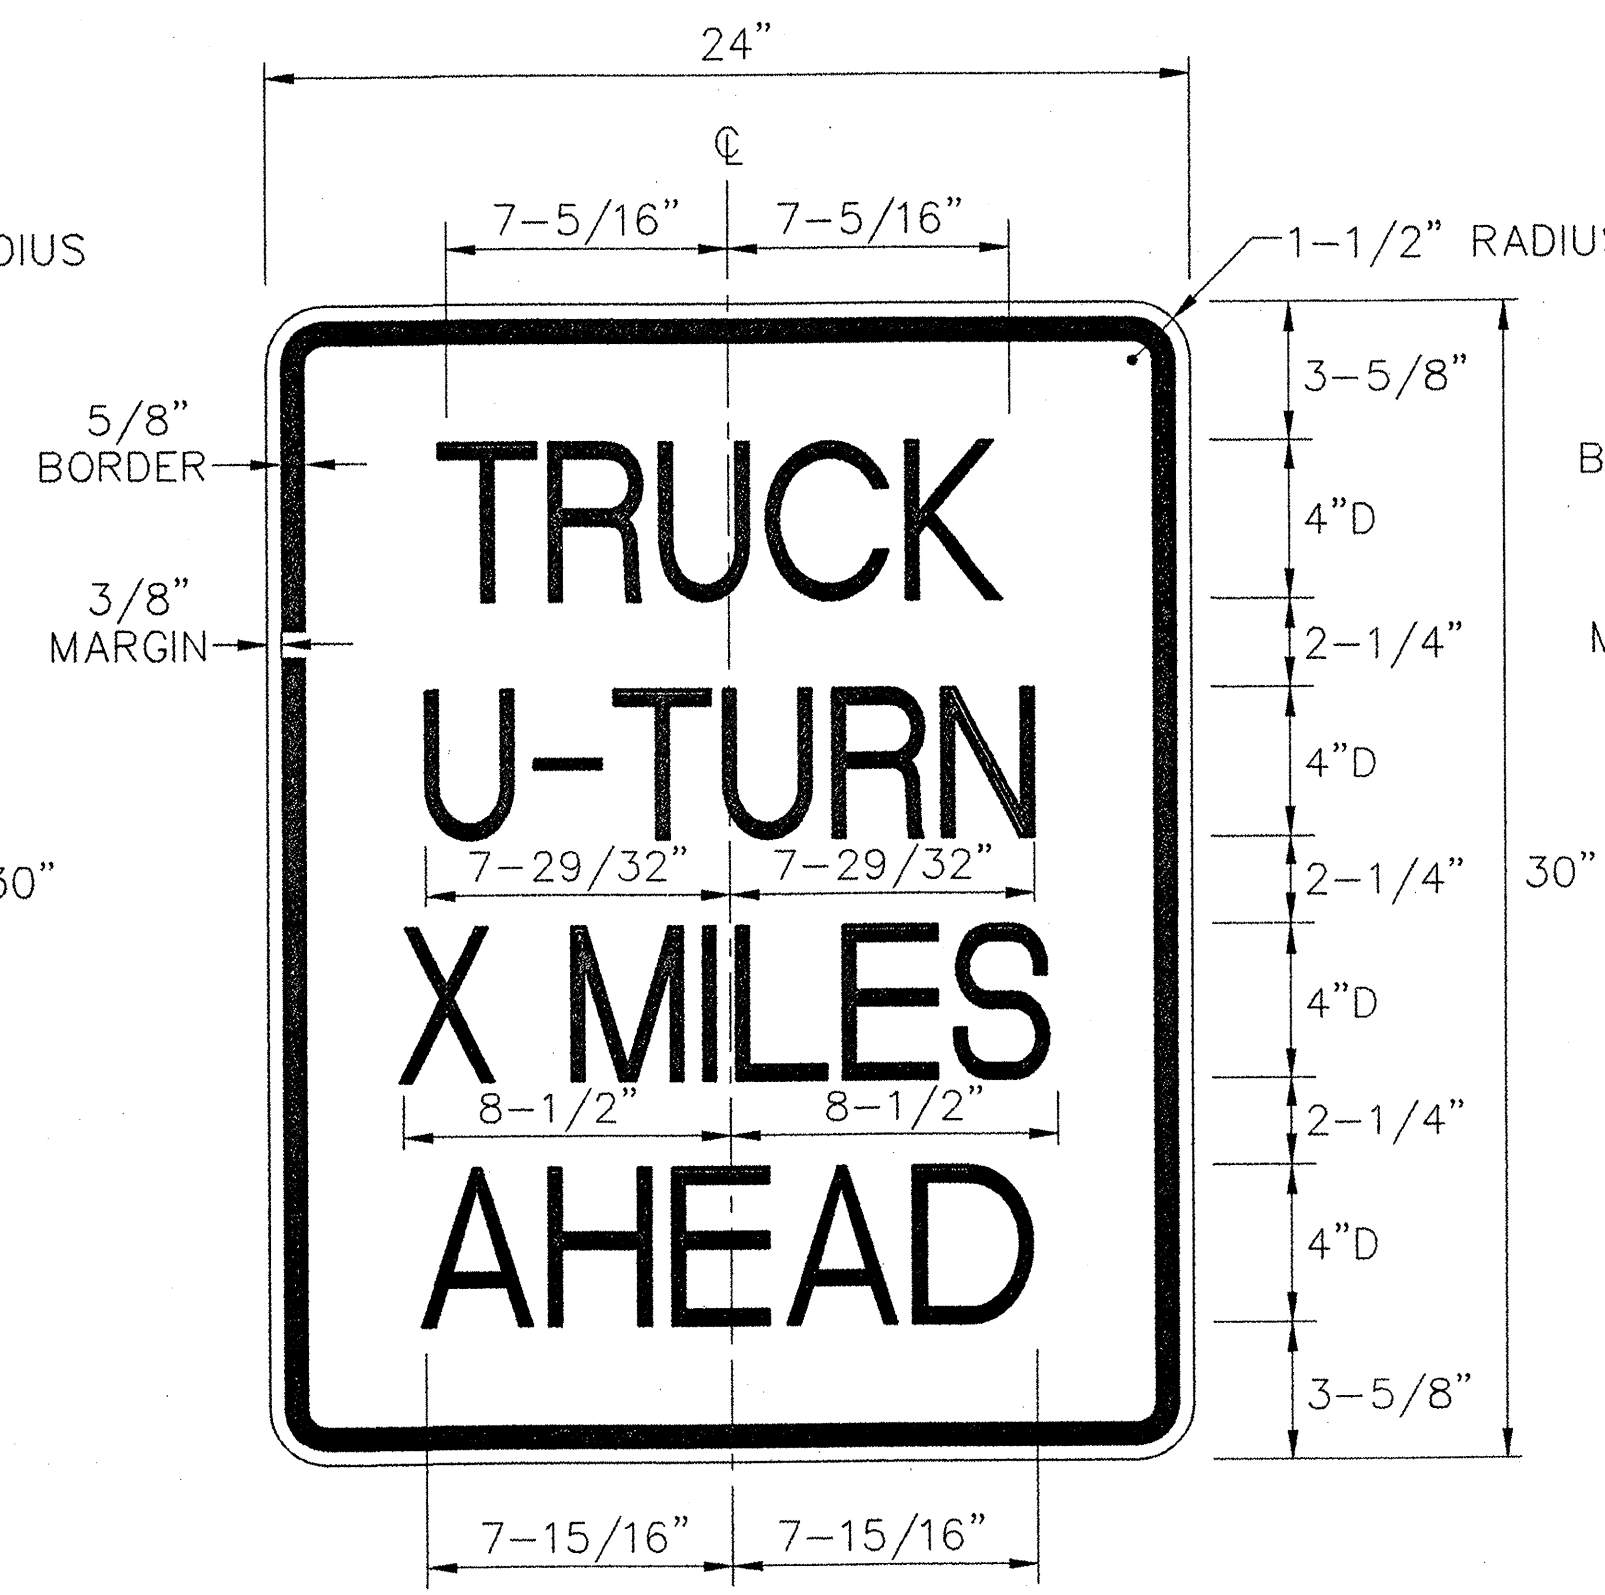 24”
℄
7-5/16” 7-5/16”
DIUS
1-1/2” RADIUS
3-5/8”
5/8”
BORDER
TRUCK
4”D
3/8”
MARGIN
2-1/4”
U-TURN
4”D
7-29/32” 7-29/32”
2-1/4”
30”
30”
X MILES
4”D
8-1/2” 8-1/2”
2-1/4”
AHEAD
4”D
3-5/8”
7-15/16” 7-15/16”